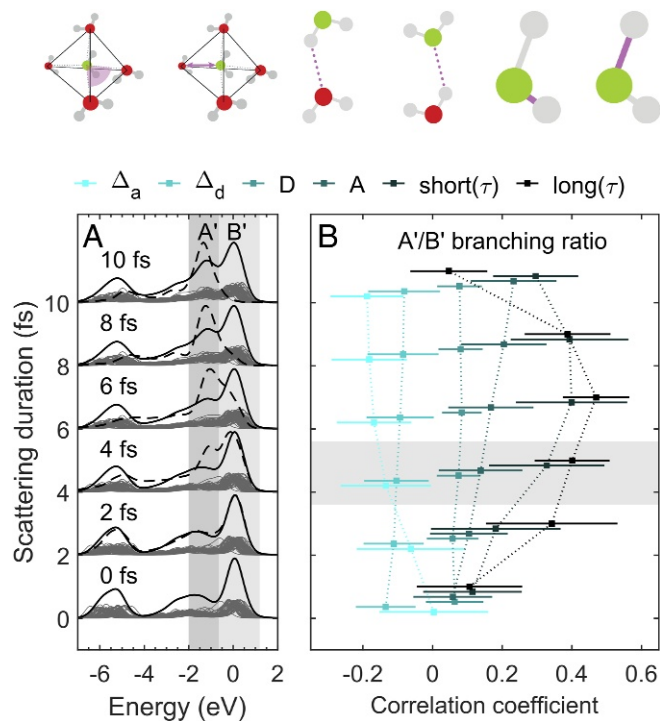 Δa Δd D A short(τ) long(τ)
A A' B'
B A'/B' branching ratio
10 fs
8 fs
6 fs
4 fs
2 fs
0 fs
Scattering duration (fs)
10
8
6
4
2
0
-6 -4 -2 0 2
Energy (eV)
-0.2 0 0.2 0.4 0.6
Correlation coefficient